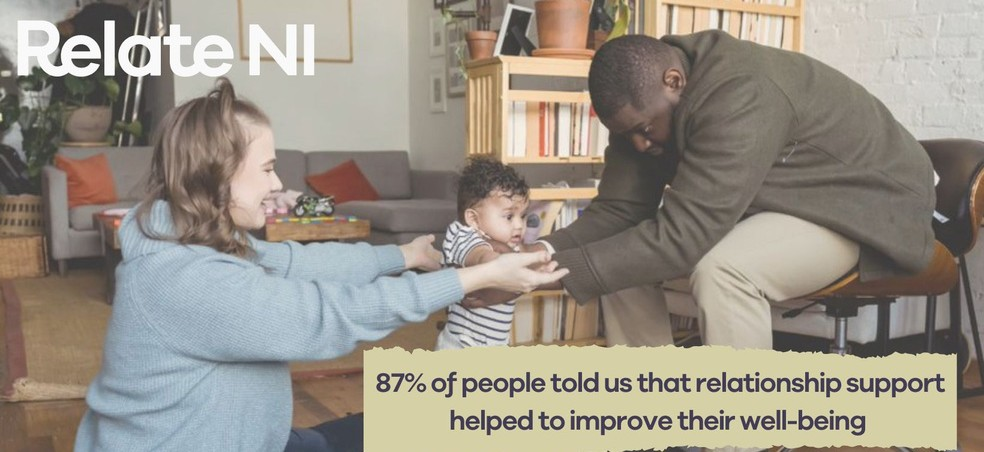 Relate NI
87% of people told us that relationship support
helped to improve their well-being